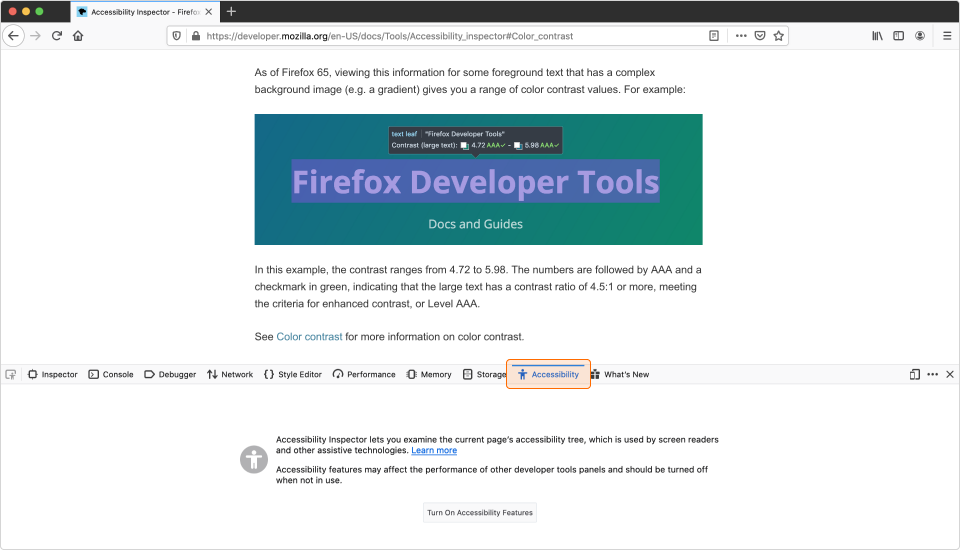 Accessibility Inspector - Firefox
https://developer.mozilla.org/en-US/docs/Tools/Accessibility_inspector#Color_contrast
As of Firefox 65, viewing this information for some foreground text that has a complex
background image (e.g. a gradient) gives you a range of color contrast values. For example:
text leaf "Firefox Developer Tools"
Contrast (large text): 4.72 AAA✓ - 5.98 AAA✓
Firefox Developer Tools
Docs and Guides
In this example, the contrast ranges from 4.72 to 5.98. The numbers are followed by AAA and a
checkmark in green, indicating that the large text has a contrast ratio of 4.5:1 or more, meeting
the criteria for enhanced contrast, or Level AAA.
See Color contrast for more information on color contrast.
Inspector Console Debugger Network Style Editor Performance Memory Storage Accessibility What's New
Accessibility Inspector lets you examine the current page's accessibility tree, which is used by screen readers
and other assistive technologies. Learn more
Accessibility features may affect the performance of other developer tools panels and should be turned off
when not in use.
Turn On Accessibility Features